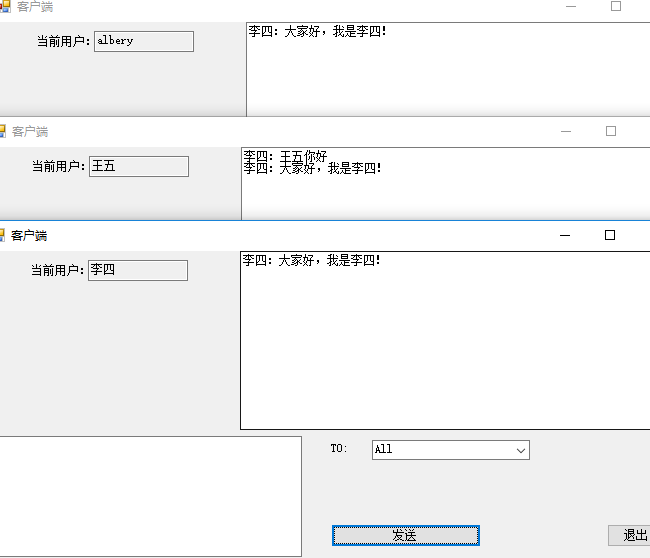 客户端
当前用户: albery
李四: 大家好，我是李四!
客户端
当前用户: 王五
李四: 王五你好
李四: 大家好，我是李四!
客户端
当前用户: 李四
李四: 大家好，我是李四!
TO: All
发送
退出